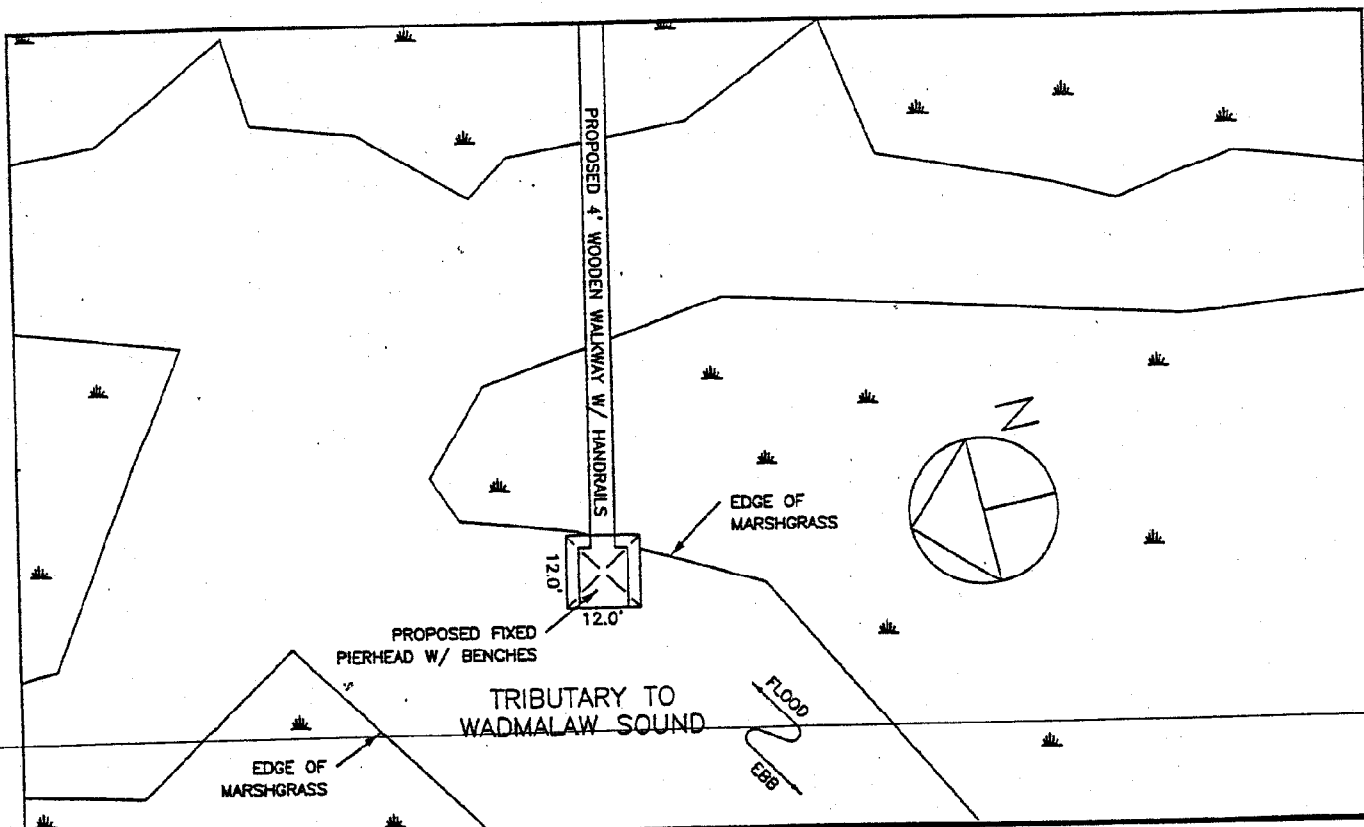 PROPOSED 4' WOODEN WALKWAY W/ HANDRAILS
N
EDGE OF
MARSHGRASS
12.0'
12.0'
PROPOSED FIXED
PIERHEAD W/ BENCHES
TRIBUTARY TO
WADMALAW SOUND
FLOOD
EBB
EDGE OF
MARSHGRASS